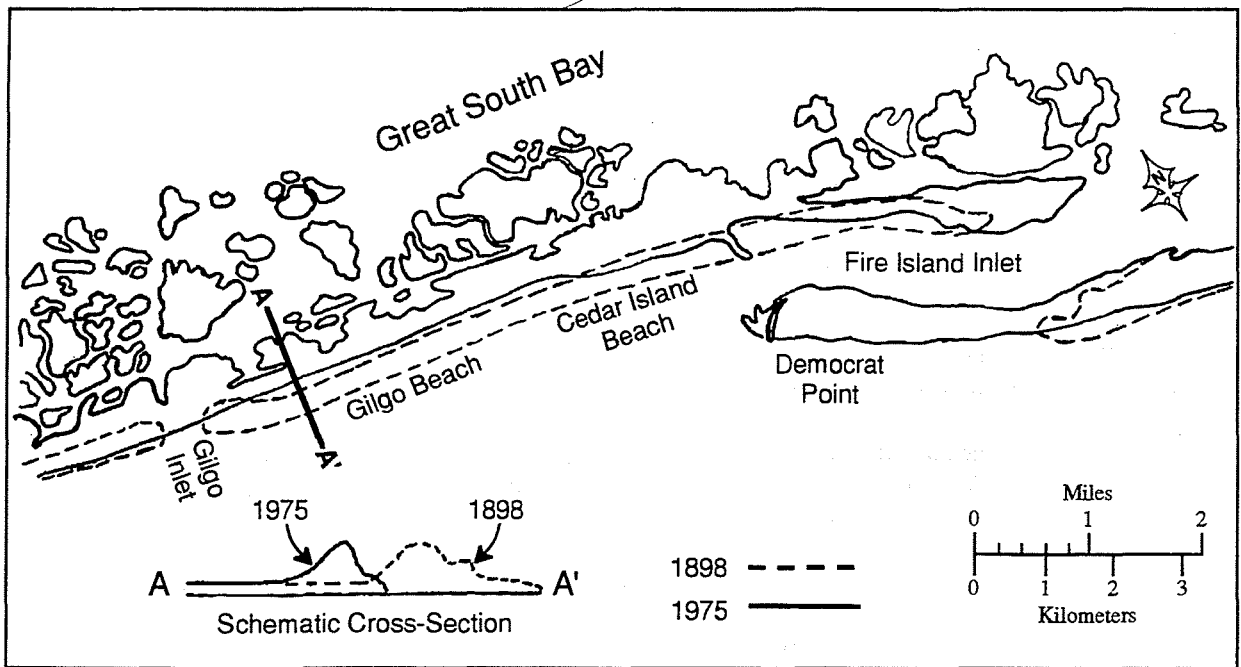 Great South Bay
N
Fire Island Inlet
Cedar Island
Beach
Democrat
Point
Gilgo Beach
A
A'
Gilgo
Inlet
1975
1898
A
A'
Schematic Cross-Section
1898
1975
Miles
0 1 2
0 1 2 3
Kilometers